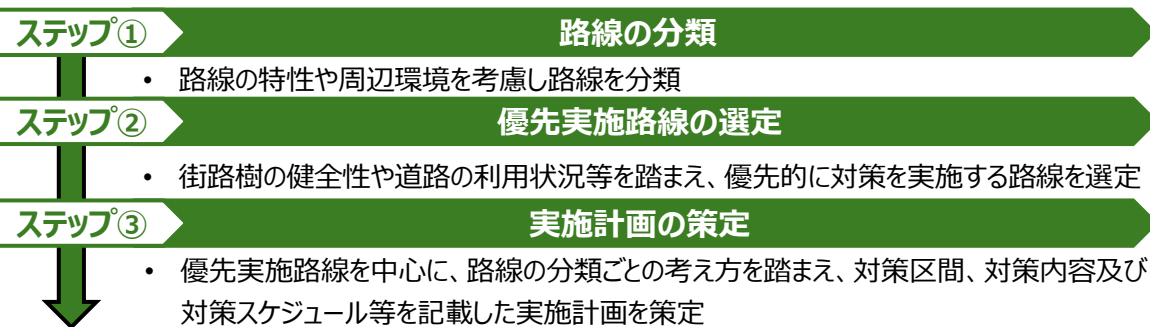 ステップ① 路線の分類
• 路線の特性や周辺環境を考慮し路線を分類
ステップ② 優先実施路線の選定
• 街路樹の健全性や道路の利用状況等を踏まえ、優先的に対策を実施する路線を選定
ステップ③ 実施計画の策定
• 優先実施路線を中心に、路線の分類ごとの考え方を踏まえ、対策区間、対策内容及び
対策スケジュール等を記載した実施計画を策定